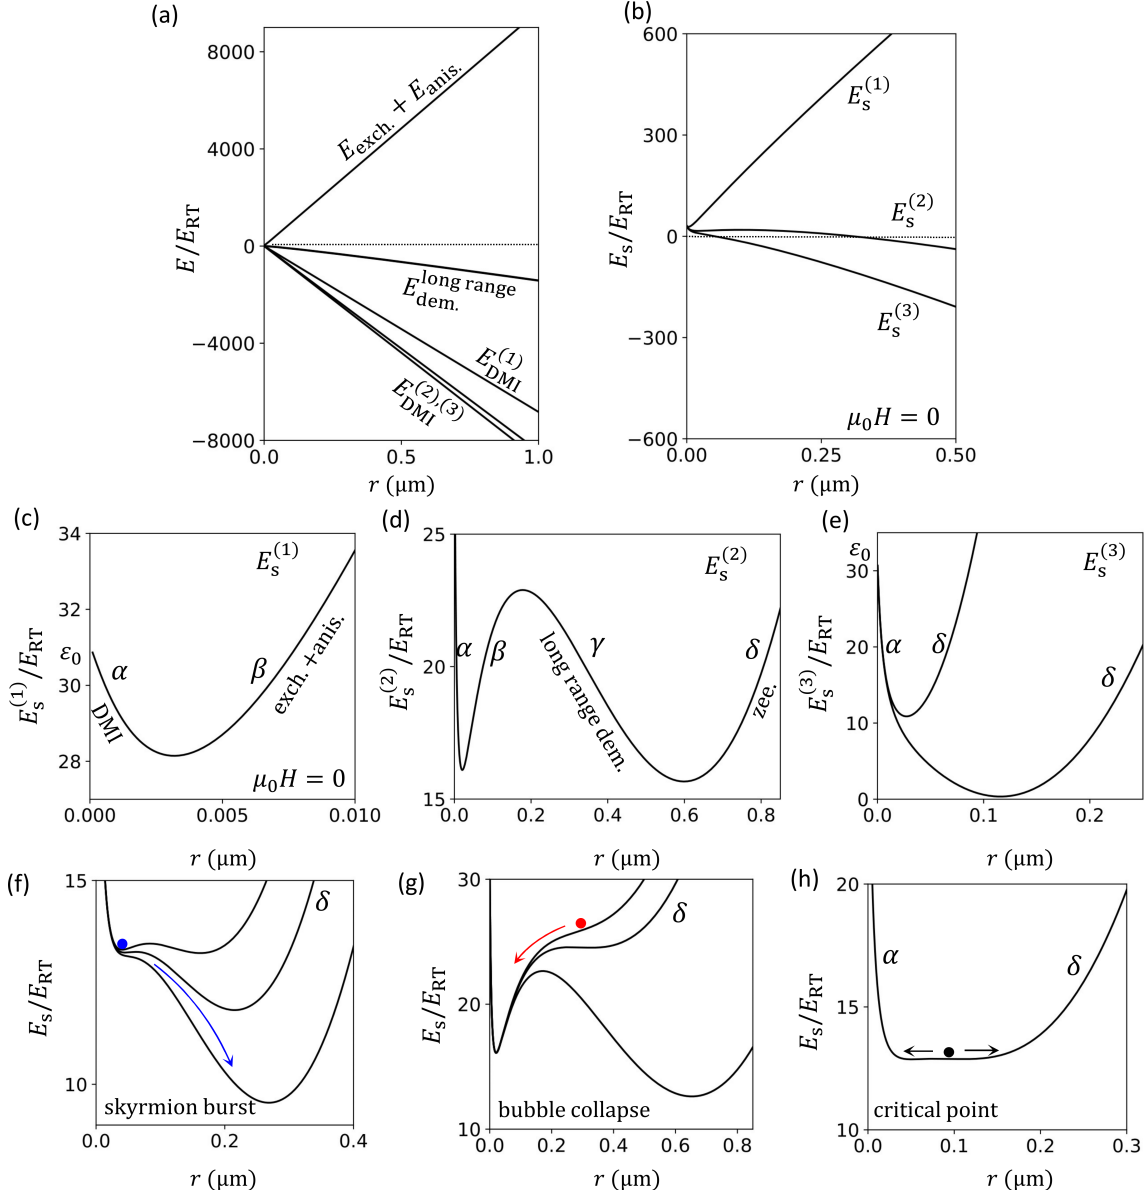 (a)
8000
4000
0
−4000
−8000
E/E_RT
E_exch. + E_anis.
E_dem.^long range
E_DMI^(1)
E_DMI^(2),(3)
0.0
0.5
1.0
r (μm)
(b)
600
300
0
−300
−600
E_s/E_RT
E_s^(1)
E_s^(2)
E_s^(3)
μ₀H = 0
0.00
0.25
0.50
r (μm)
(c)
34
32
ε₀
30
28
E_s^(1)/E_RT
E_s^(1)
α
β
DMI
exch. +anis.
μ₀H = 0
0.000
0.005
0.010
r (μm)
(d)
25
20
15
E_s^(2)/E_RT
E_s^(2)
α
β
γ
δ
long range dem.
zee.
0.0
0.2
0.4
0.6
0.8
r (μm)
(e)
ε₀
30
20
10
0
E_s^(3)/E_RT
E_s^(3)
α
δ
δ
0.0
0.1
0.2
r (μm)
(f)
15
10
E_s/E_RT
δ
skyrmion burst
0.0
0.2
0.4
r (μm)
(g)
30
20
10
E_s/E_RT
δ
bubble collapse
0.0
0.2
0.4
0.6
0.8
r (μm)
(h)
20
15
10
E_s/E_RT
α
δ
critical point
0.0
0.1
0.2
0.3
r (μm)